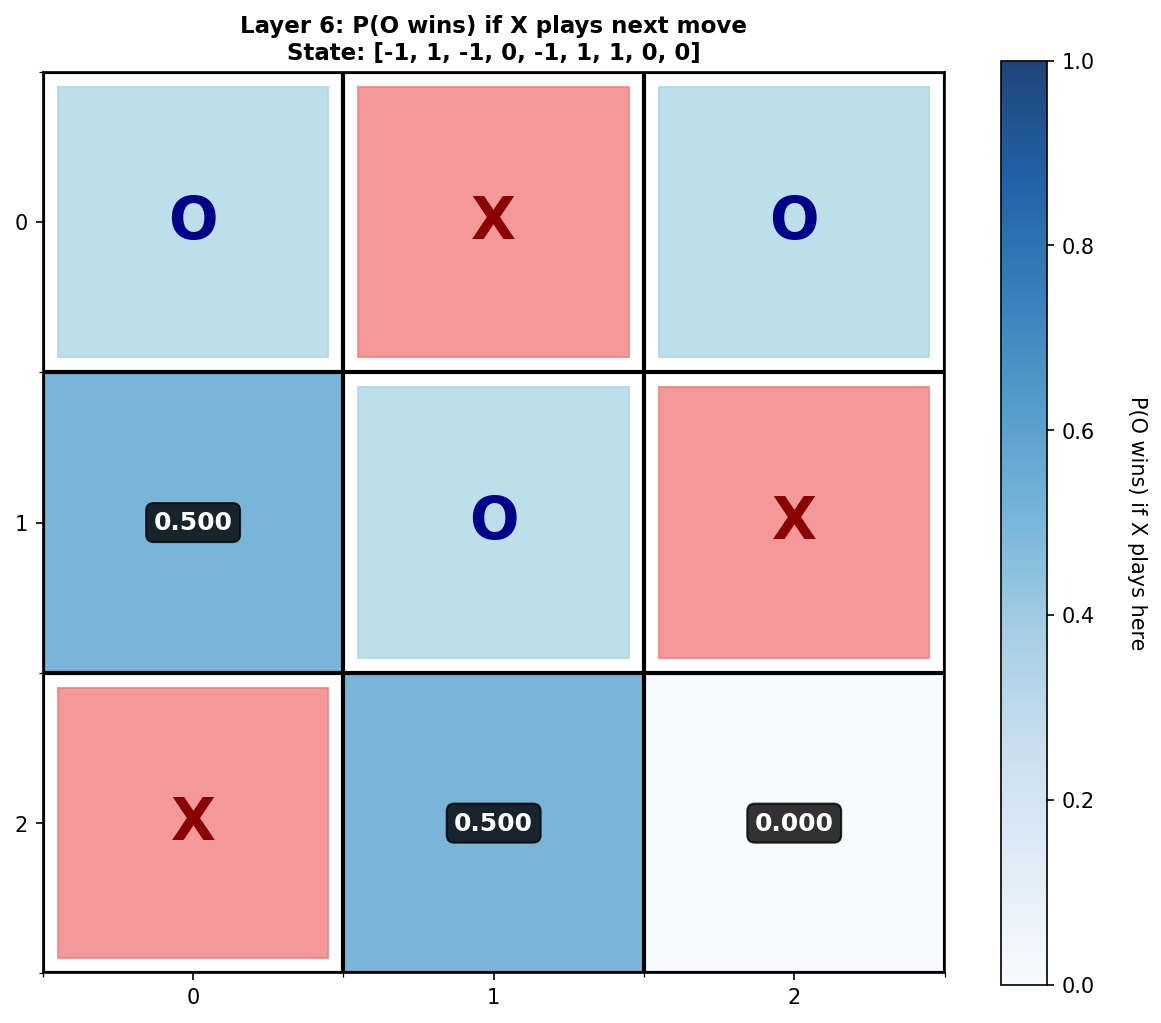 Layer 6: P(O wins) if X plays next move
State: [-1, 1, -1, 0, -1, 1, 1, 0, 0]
0
O
X
O
1
0.500
O
X
2
X
0.500
0.000
0
1
2
1.0
0.8
0.6
0.4
0.2
0.0
P(O wins) if X plays here